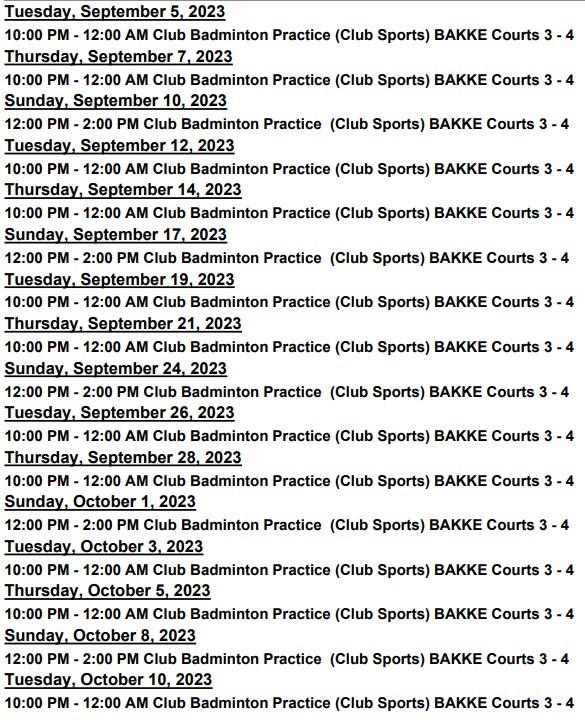 Tuesday, September 5, 2023
10:00 PM - 12:00 AM Club Badminton Practice (Club Sports) BAKKE Courts 3 - 4
Thursday, September 7, 2023
10:00 PM - 12:00 AM Club Badminton Practice (Club Sports) BAKKE Courts 3 - 4
Sunday, September 10, 2023
12:00 PM - 2:00 PM Club Badminton Practice  (Club Sports) BAKKE Courts 3 - 4
Tuesday, September 12, 2023
10:00 PM - 12:00 AM Club Badminton Practice (Club Sports) BAKKE Courts 3 - 4
Thursday, September 14, 2023
10:00 PM - 12:00 AM Club Badminton Practice (Club Sports) BAKKE Courts 3 - 4
Sunday, September 17, 2023
12:00 PM - 2:00 PM Club Badminton Practice  (Club Sports) BAKKE Courts 3 - 4
Tuesday, September 19, 2023
10:00 PM - 12:00 AM Club Badminton Practice (Club Sports) BAKKE Courts 3 - 4
Thursday, September 21, 2023
10:00 PM - 12:00 AM Club Badminton Practice (Club Sports) BAKKE Courts 3 - 4
Sunday, September 24, 2023
12:00 PM - 2:00 PM Club Badminton Practice  (Club Sports) BAKKE Courts 3 - 4
Tuesday, September 26, 2023
10:00 PM - 12:00 AM Club Badminton Practice (Club Sports) BAKKE Courts 3 - 4
Thursday, September 28, 2023
10:00 PM - 12:00 AM Club Badminton Practice (Club Sports) BAKKE Courts 3 - 4
Sunday, October 1, 2023
12:00 PM - 2:00 PM Club Badminton Practice  (Club Sports) BAKKE Courts 3 - 4
Tuesday, October 3, 2023
10:00 PM - 12:00 AM Club Badminton Practice (Club Sports) BAKKE Courts 3 - 4
Thursday, October 5, 2023
10:00 PM - 12:00 AM Club Badminton Practice (Club Sports) BAKKE Courts 3 - 4
Sunday, October 8, 2023
12:00 PM - 2:00 PM Club Badminton Practice  (Club Sports) BAKKE Courts 3 - 4
Tuesday, October 10, 2023
10:00 PM - 12:00 AM Club Badminton Practice (Club Sports) BAKKE Courts 3 - 4